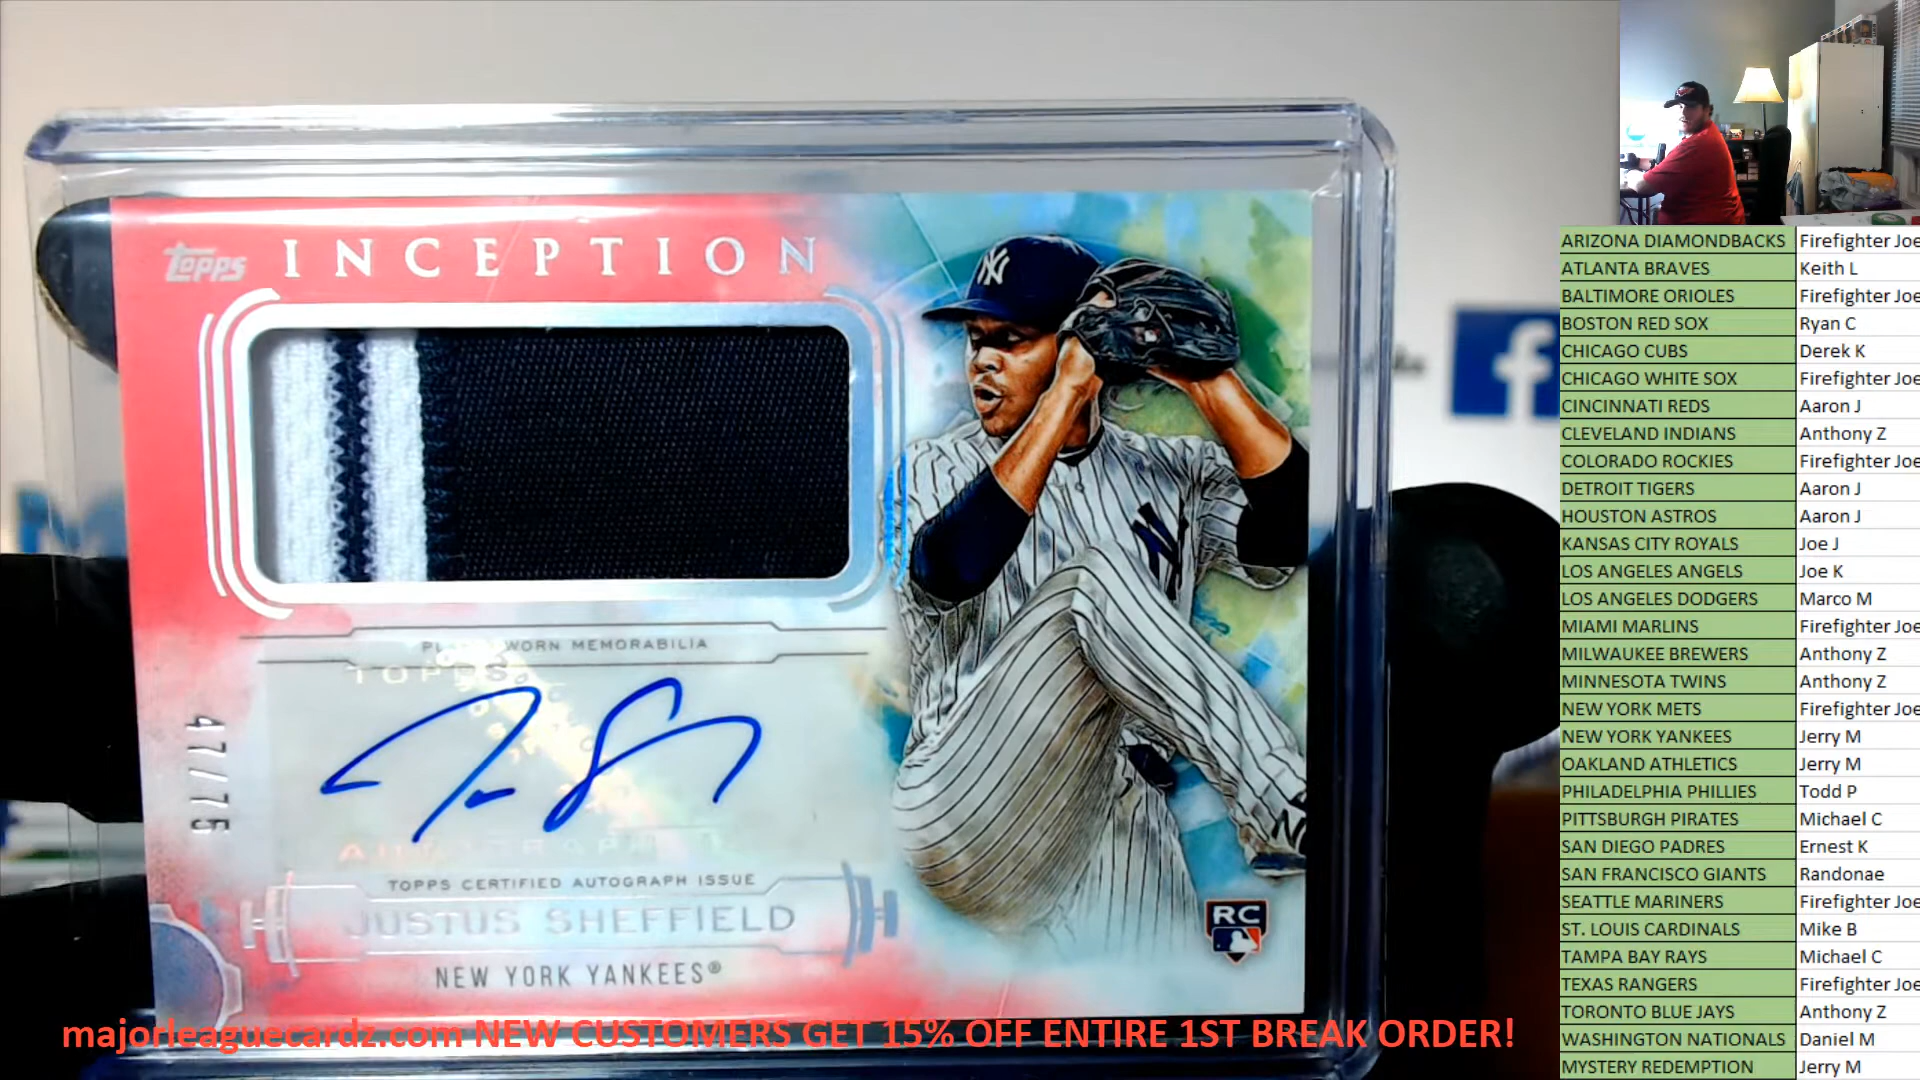 topps INCEPTION
WORN MEMORABILIA
TOPPS
47/75
TOPPS CERTIFIED AUTOGRAPH ISSUE
JUSTUS SHEFFIELD
NEW YORK YANKEES®
RC
majorleaguecardz.com NEW CUSTOMERS GET 15% OFF ENTIRE 1ST BREAK ORDER!
ARIZONA DIAMONDBACKS Firefighter Joe
ATLANTA BRAVES Keith L
BALTIMORE ORIOLES Firefighter Joe
BOSTON RED SOX Ryan C
CHICAGO CUBS Derek K
CHICAGO WHITE SOX Firefighter Joe
CINCINNATI REDS Aaron J
CLEVELAND INDIANS Anthony Z
COLORADO ROCKIES Firefighter Joe
DETROIT TIGERS Aaron J
HOUSTON ASTROS Aaron J
KANSAS CITY ROYALS Joe J
LOS ANGELES ANGELS Joe K
LOS ANGELES DODGERS Marco M
MIAMI MARLINS Firefighter Joe
MILWAUKEE BREWERS Anthony Z
MINNESOTA TWINS Anthony Z
NEW YORK METS Firefighter Joe
NEW YORK YANKEES Jerry M
OAKLAND ATHLETICS Jerry M
PHILADELPHIA PHILLIES Todd P
PITTSBURGH PIRATES Michael C
SAN DIEGO PADRES Ernest K
SAN FRANCISCO GIANTS Randonae
SEATTLE MARINERS Firefighter Joe
ST. LOUIS CARDINALS Mike B
TAMPA BAY RAYS Michael C
TEXAS RANGERS Firefighter Joe
TORONTO BLUE JAYS Anthony Z
WASHINGTON NATIONALS Daniel M
MYSTERY REDEMPTION Jerry M